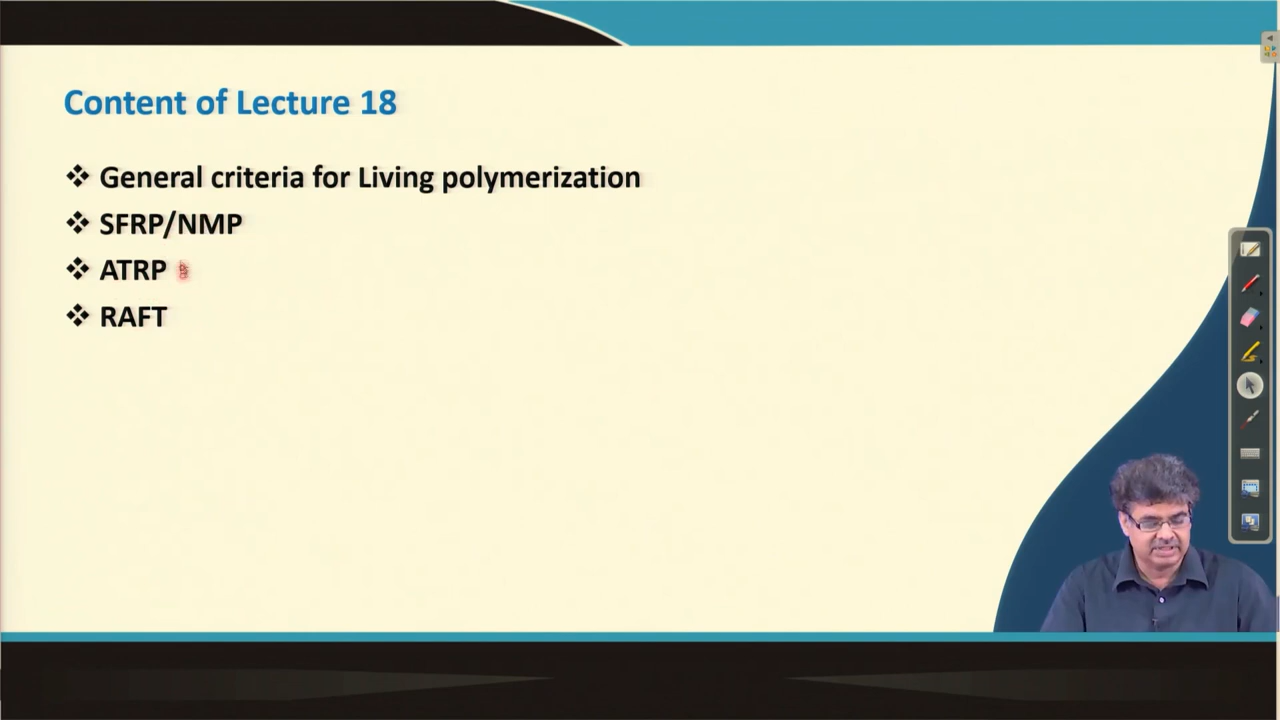 Content of Lecture 18
❖ General criteria for Living polymerization
❖ SFRP/NMP
❖ ATRP
❖ RAFT